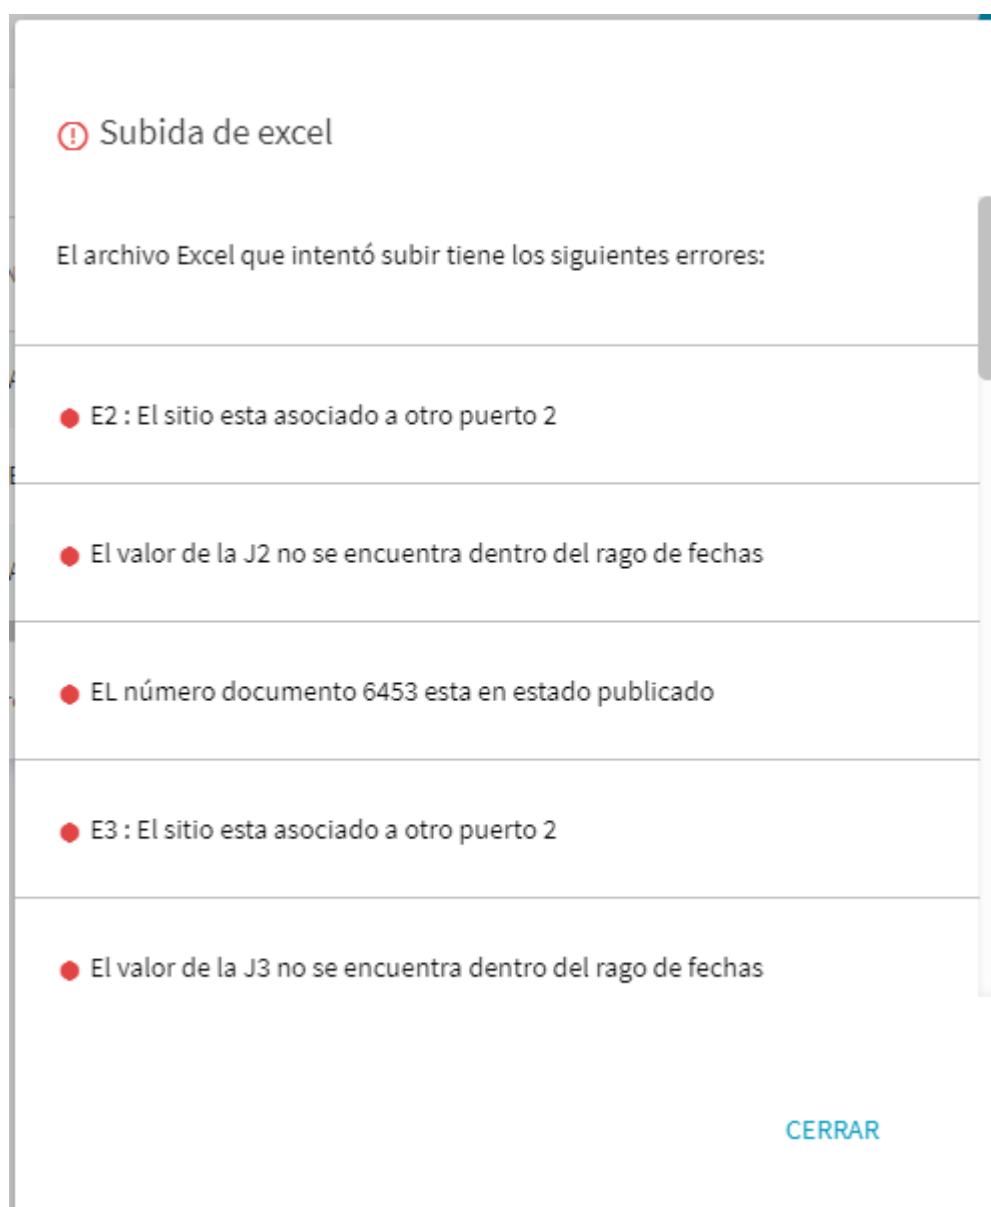 Subida de excel
El archivo Excel que intentó subir tiene los siguientes errores:
E2 : El sitio esta asociado a otro puerto 2
El valor de la J2 no se encuentra dentro del rago de fechas
EL número documento 6453 esta en estado publicado
E3 : El sitio esta asociado a otro puerto 2
El valor de la J3 no se encuentra dentro del rago de fechas
CERRAR